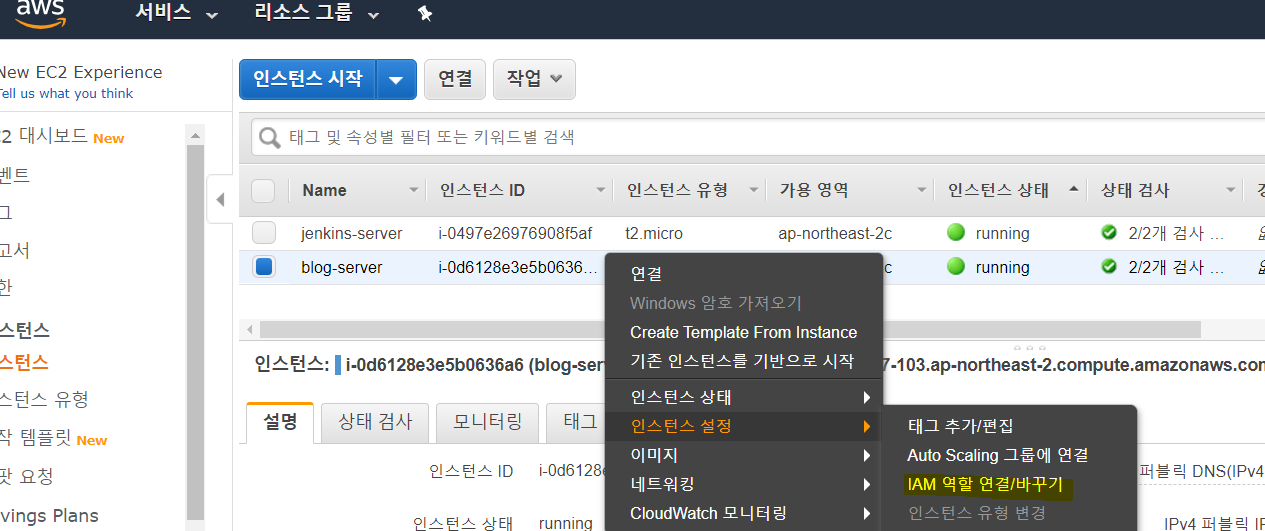 aws 서비스 리소스 그룹
New EC2 Experience
Tell us what you think
인스턴스 시작 연결 작업
C2 대시보드 New
벤트
그
고서
한
스턴스
스턴스
스턴스 유형
작 템플릿 New
팟 요청
vings Plans
태그 및 속성별 필터 또는 키워드별 검색
Name 인스턴스 ID 인스턴스 유형 가용 영역 인스턴스 상태 상태 검사
jenkins-server i-0497e26976908f5af t2.micro ap-northeast-2c running 2/2개 검사 ...
blog-server i-0d6128e3e5b0636... c running 2/2개 검사 ...
인스턴스: i-0d6128e3e5b0636a6 (blog-ser 7-103.ap-northeast-2.compute.amazonaws.com
설명 상태 검사 모니터링 태그
인스턴스 ID i-0d6128e 퍼블릭 DNS(IPv4
인스턴스 상태 running IPv4 퍼블릭 IP
연결
Windows 암호 가져오기
Create Template From Instance
기존 인스턴스를 기반으로 시작
인스턴스 상태
인스턴스 설정
이미지
네트워킹
CloudWatch 모니터링
태그 추가/편집
Auto Scaling 그룹에 연결
IAM 역할 연결/바꾸기
인스턴스 유형 변경